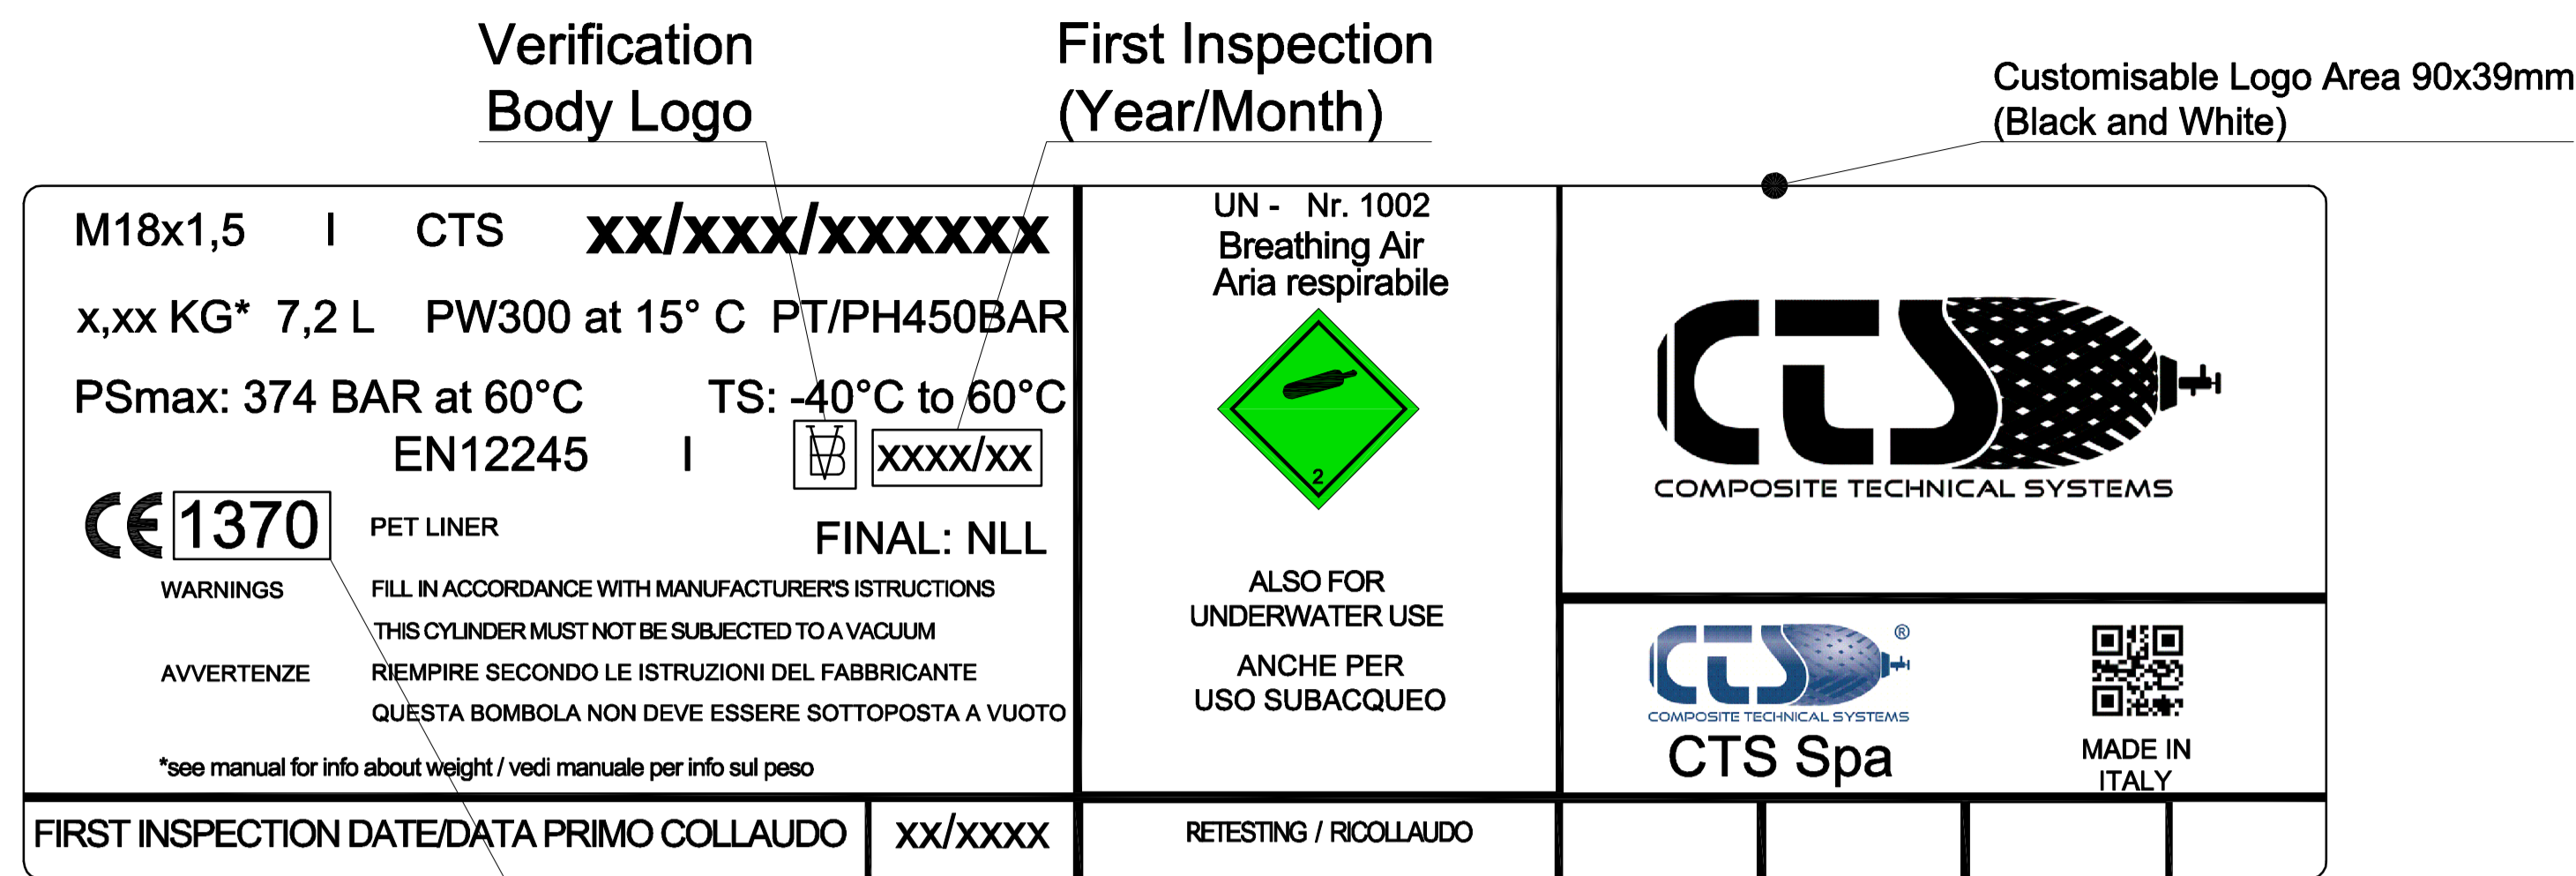 Verification
Body Logo
First Inspection
(Year/Month)
Customisable Logo Area 90x39mm
(Black and White)
M18x1,5 I CTS xx/xxx/xxxxxx
x,xx KG* 7,2 L PW300 at 15° C PT/PH450BAR
PSmax: 374 BAR at 60°C TS: -40°C to 60°C
EN12245 I VB xxxx/xx
CE 1370 PET LINER FINAL: NLL
WARNINGS FILL IN ACCORDANCE WITH MANUFACTURER'S ISTRUCTIONS
THIS CYLINDER MUST NOT BE SUBJECTED TO A VACUUM
AVVERTENZE RIEMPIRE SECONDO LE ISTRUZIONI DEL FABBRICANTE
QUESTA BOMBOLA NON DEVE ESSERE SOTTOPOSTA A VUOTO
*see manual for info about weight / vedi manuale per info sul peso
UN - Nr. 1002
Breathing Air
Aria respirabile
2
ALSO FOR
UNDERWATER USE
ANCHE PER
USO SUBACQUEO
CTS
COMPOSITE TECHNICAL SYSTEMS
CTS ®
COMPOSITE TECHNICAL SYSTEMS
CTS Spa
MADE IN
ITALY
FIRST INSPECTION DATE/DATA PRIMO COLLAUDO xx/xxxx
RETESTING / RICOLLAUDO